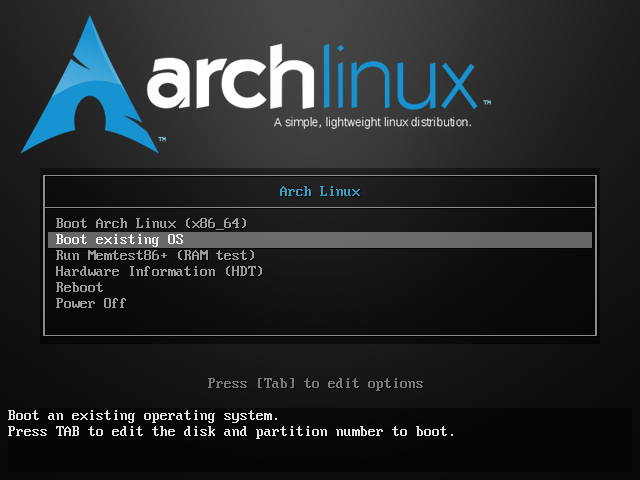 archlinux™
A simple, lightweight linux distribution.
™
Arch Linux
Boot Arch Linux (x86_64)
Boot existing OS
Run Memtest86+ (RAM test)
Hardware Information (HDT)
Reboot
Power Off
Press [Tab] to edit options
Boot an existing operating system.
Press TAB to edit the disk and partition number to boot.